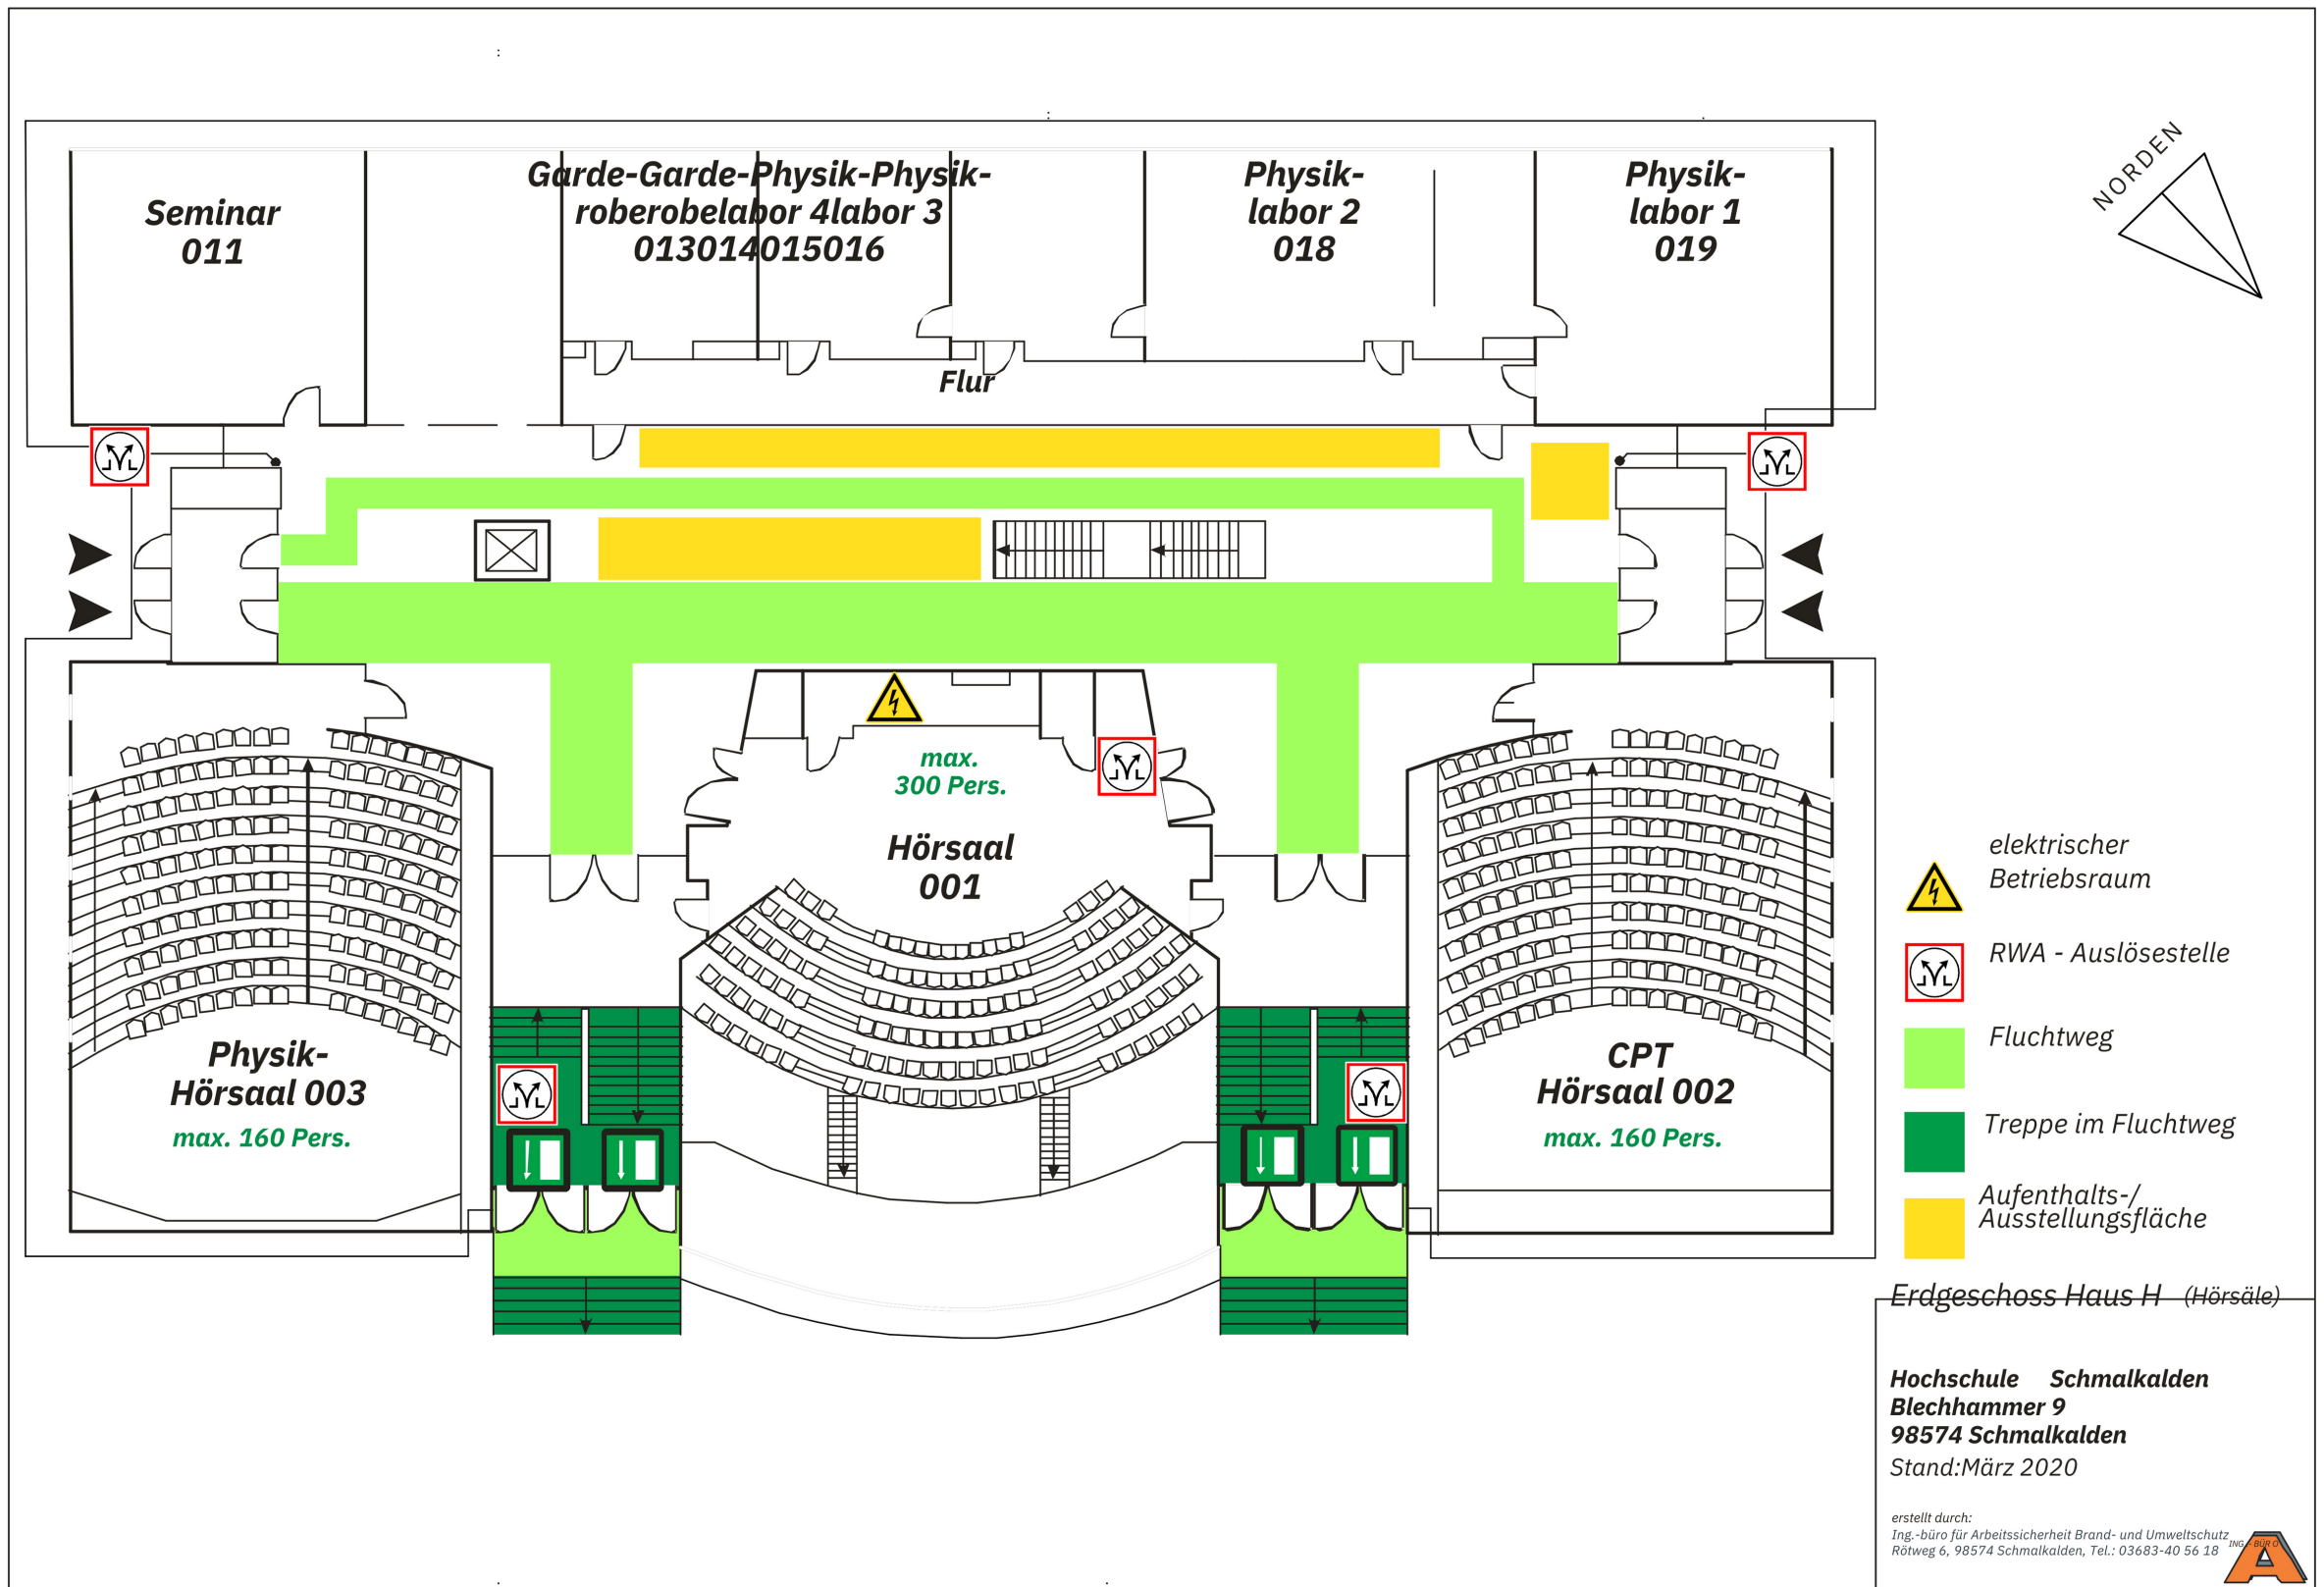 NORDEN
Seminar
011
Garde-Garde-Physik-Physik-
roberobelabor 4labor 3
013014015016
Physik-
labor 2
018
Physik-
labor 1
019
Flur
max.
300 Pers.
Hörsaal
001
Physik-
Hörsaal 003
max. 160 Pers.
CPT
Hörsaal 002
max. 160 Pers.
elektrischer
Betriebsraum
RWA - Auslösestelle
Fluchtweg
Treppe im Fluchtweg
Aufenthalts-/
Ausstellungsfläche
Erdgeschoss Haus H (Hörsäle)
Hochschule Schmalkalden
Blechhammer 9
98574 Schmalkalden
Stand:März 2020
erstellt durch:
Ing.-büro für Arbeitssicherheit Brand- und Umweltschutz
Rötweg 6, 98574 Schmalkalden, Tel.: 03683-40 56 18
ING.- BÜR O